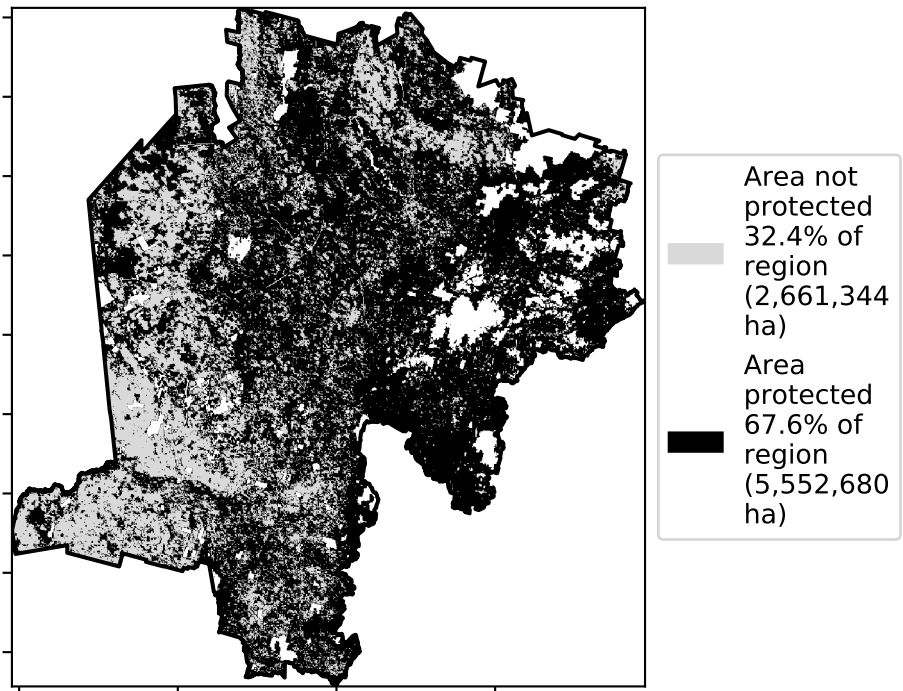 Area not
protected
32.4% of
region
(2,661,344
ha)
Area
protected
67.6% of
region
(5,552,680
ha)